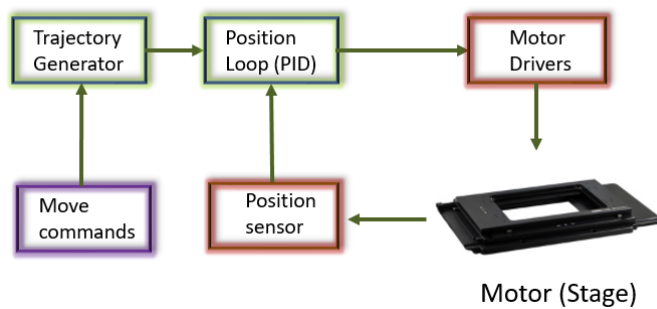 Trajectory
Generator
Position
Loop (PID)
Motor
Drivers
Move
commands
Position
sensor
Motor (Stage)